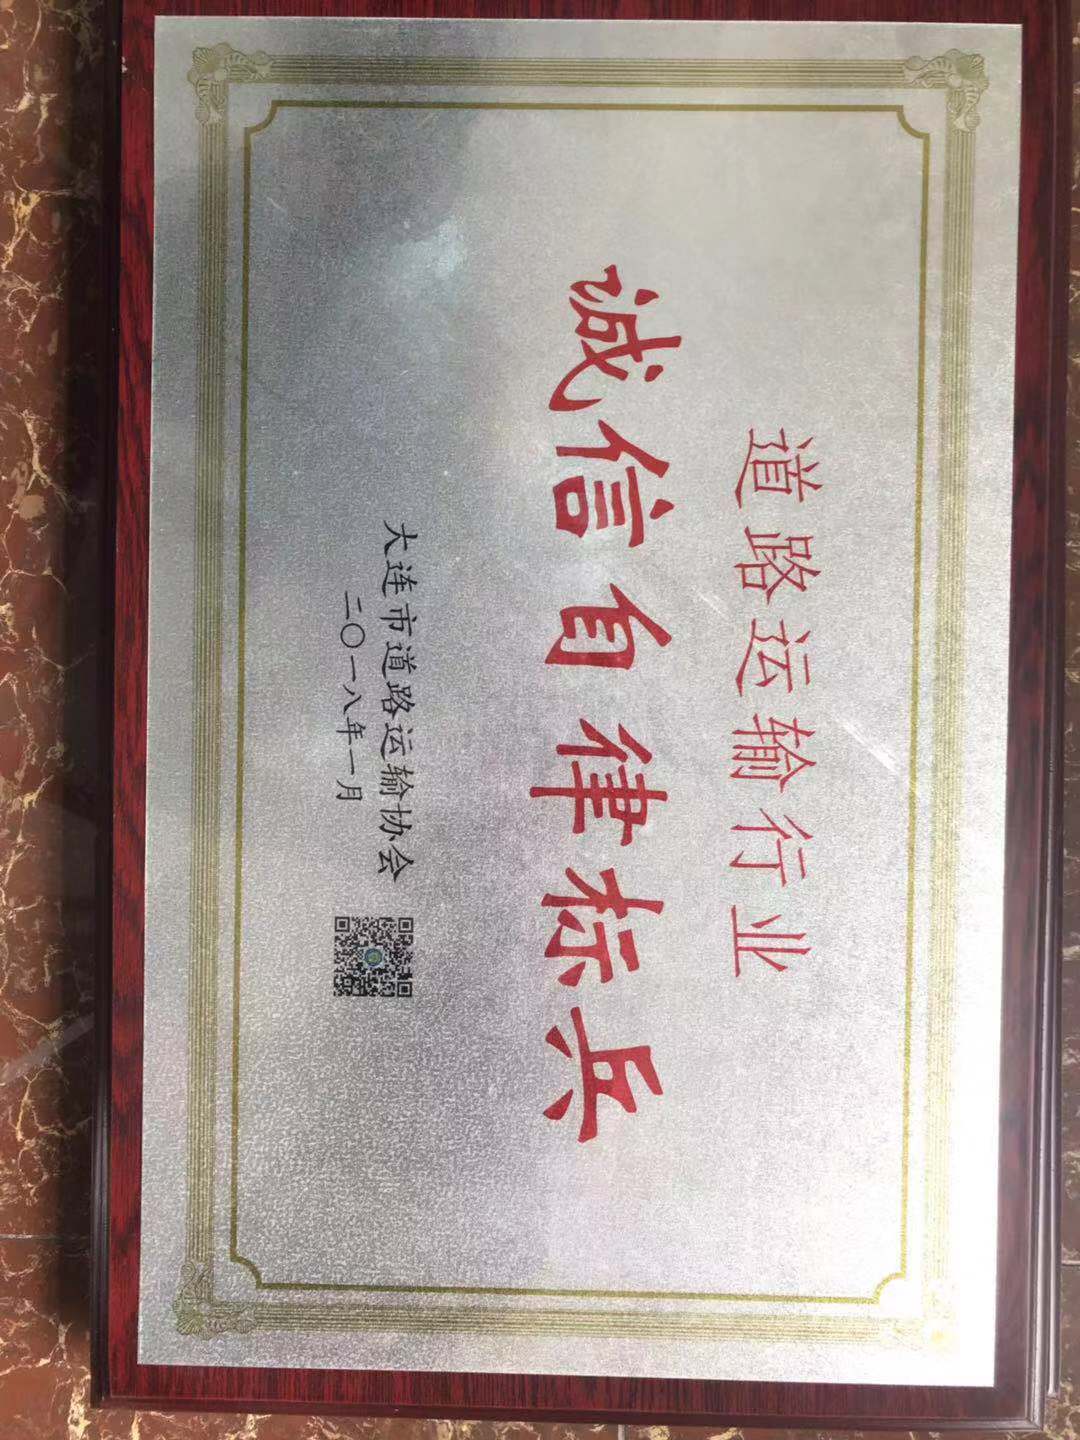 道路运输行业
诚信自律标兵
大连市道路运输协会
二〇一八年一月